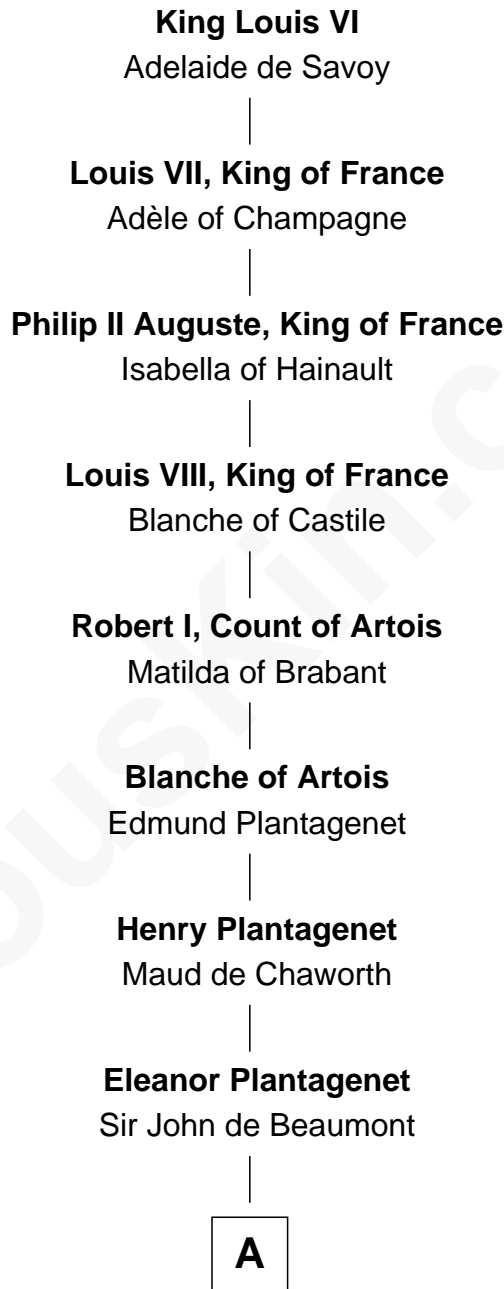 King Louis VI
Adelaide de Savoy
Louis VII, King of France
Adèle of Champagne
Philip II Auguste, King of France
Isabella of Hainault
Louis VIII, King of France
Blanche of Castile
Robert I, Count of Artois
Matilda of Brabant
Blanche of Artois
Edmund Plantagenet
Henry Plantagenet
Maud de Chaworth
Eleanor Plantagenet
Sir John de Beaumont
A